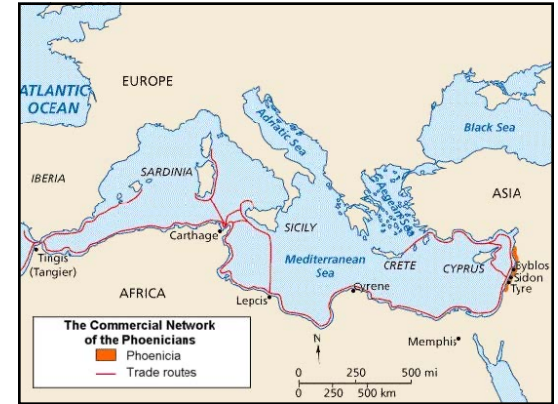 EUROPE
ATLANTIC
OCEAN
Adriatic Sea
Black Sea
IBERIA
SARDINIA
Aegean Sea
ASIA
SICILY
Carthage
Tingis
(Tangier)
Mediterranean
Sea
CRETE
CYPRUS
Byblos
Sidon
Tyre
AFRICA
Lepcis
Cyrene
The Commercial Network
of the Phoenicians
Phoenicia
Trade routes
N
Memphis
0 250 500 mi
0 250 500 km